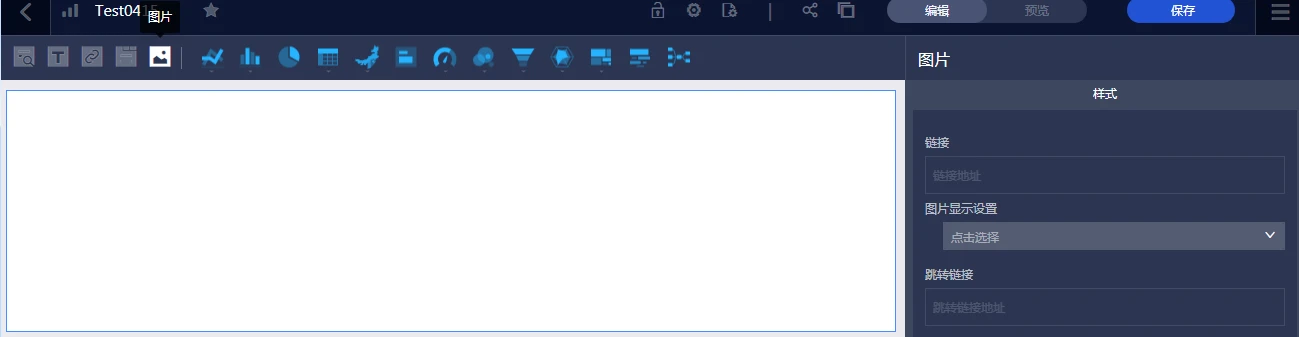 Test0415
图片
编辑
预览
保存
图片
样式
链接
链接地址
图片显示设置
点击选择
跳转链接
跳转链接地址